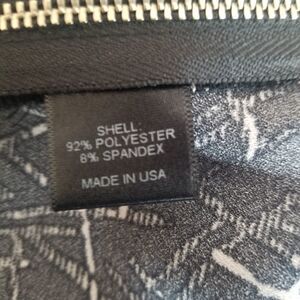 SHELL:
92% POLYESTER
8% SPANDEX
MADE IN USA